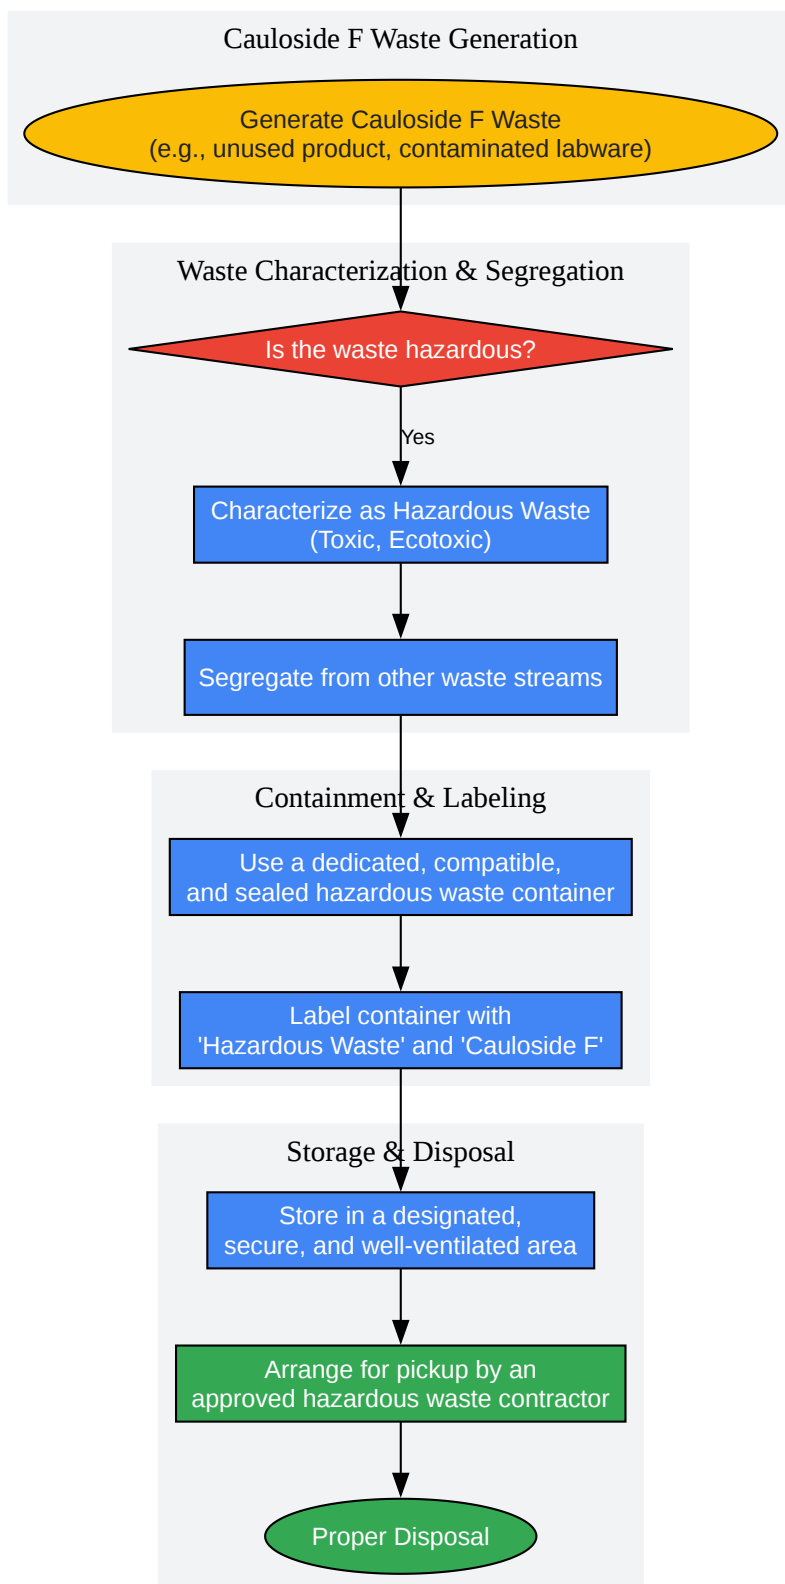 Cauloside F Waste Generation
Generate Cauloside F Waste
(e.g., unused product, contaminated labware)
Waste Characterization & Segregation
Is the waste hazardous?
Yes
Characterize as Hazardous Waste
(Toxic, Ecotoxic)
Segregate from other waste streams
Containment & Labeling
Use a dedicated, compatible,
and sealed hazardous waste container
Label container with
'Hazardous Waste' and 'Cauloside F'
Storage & Disposal
Store in a designated,
secure, and well-ventilated area
Arrange for pickup by an
approved hazardous waste contractor
Proper Disposal